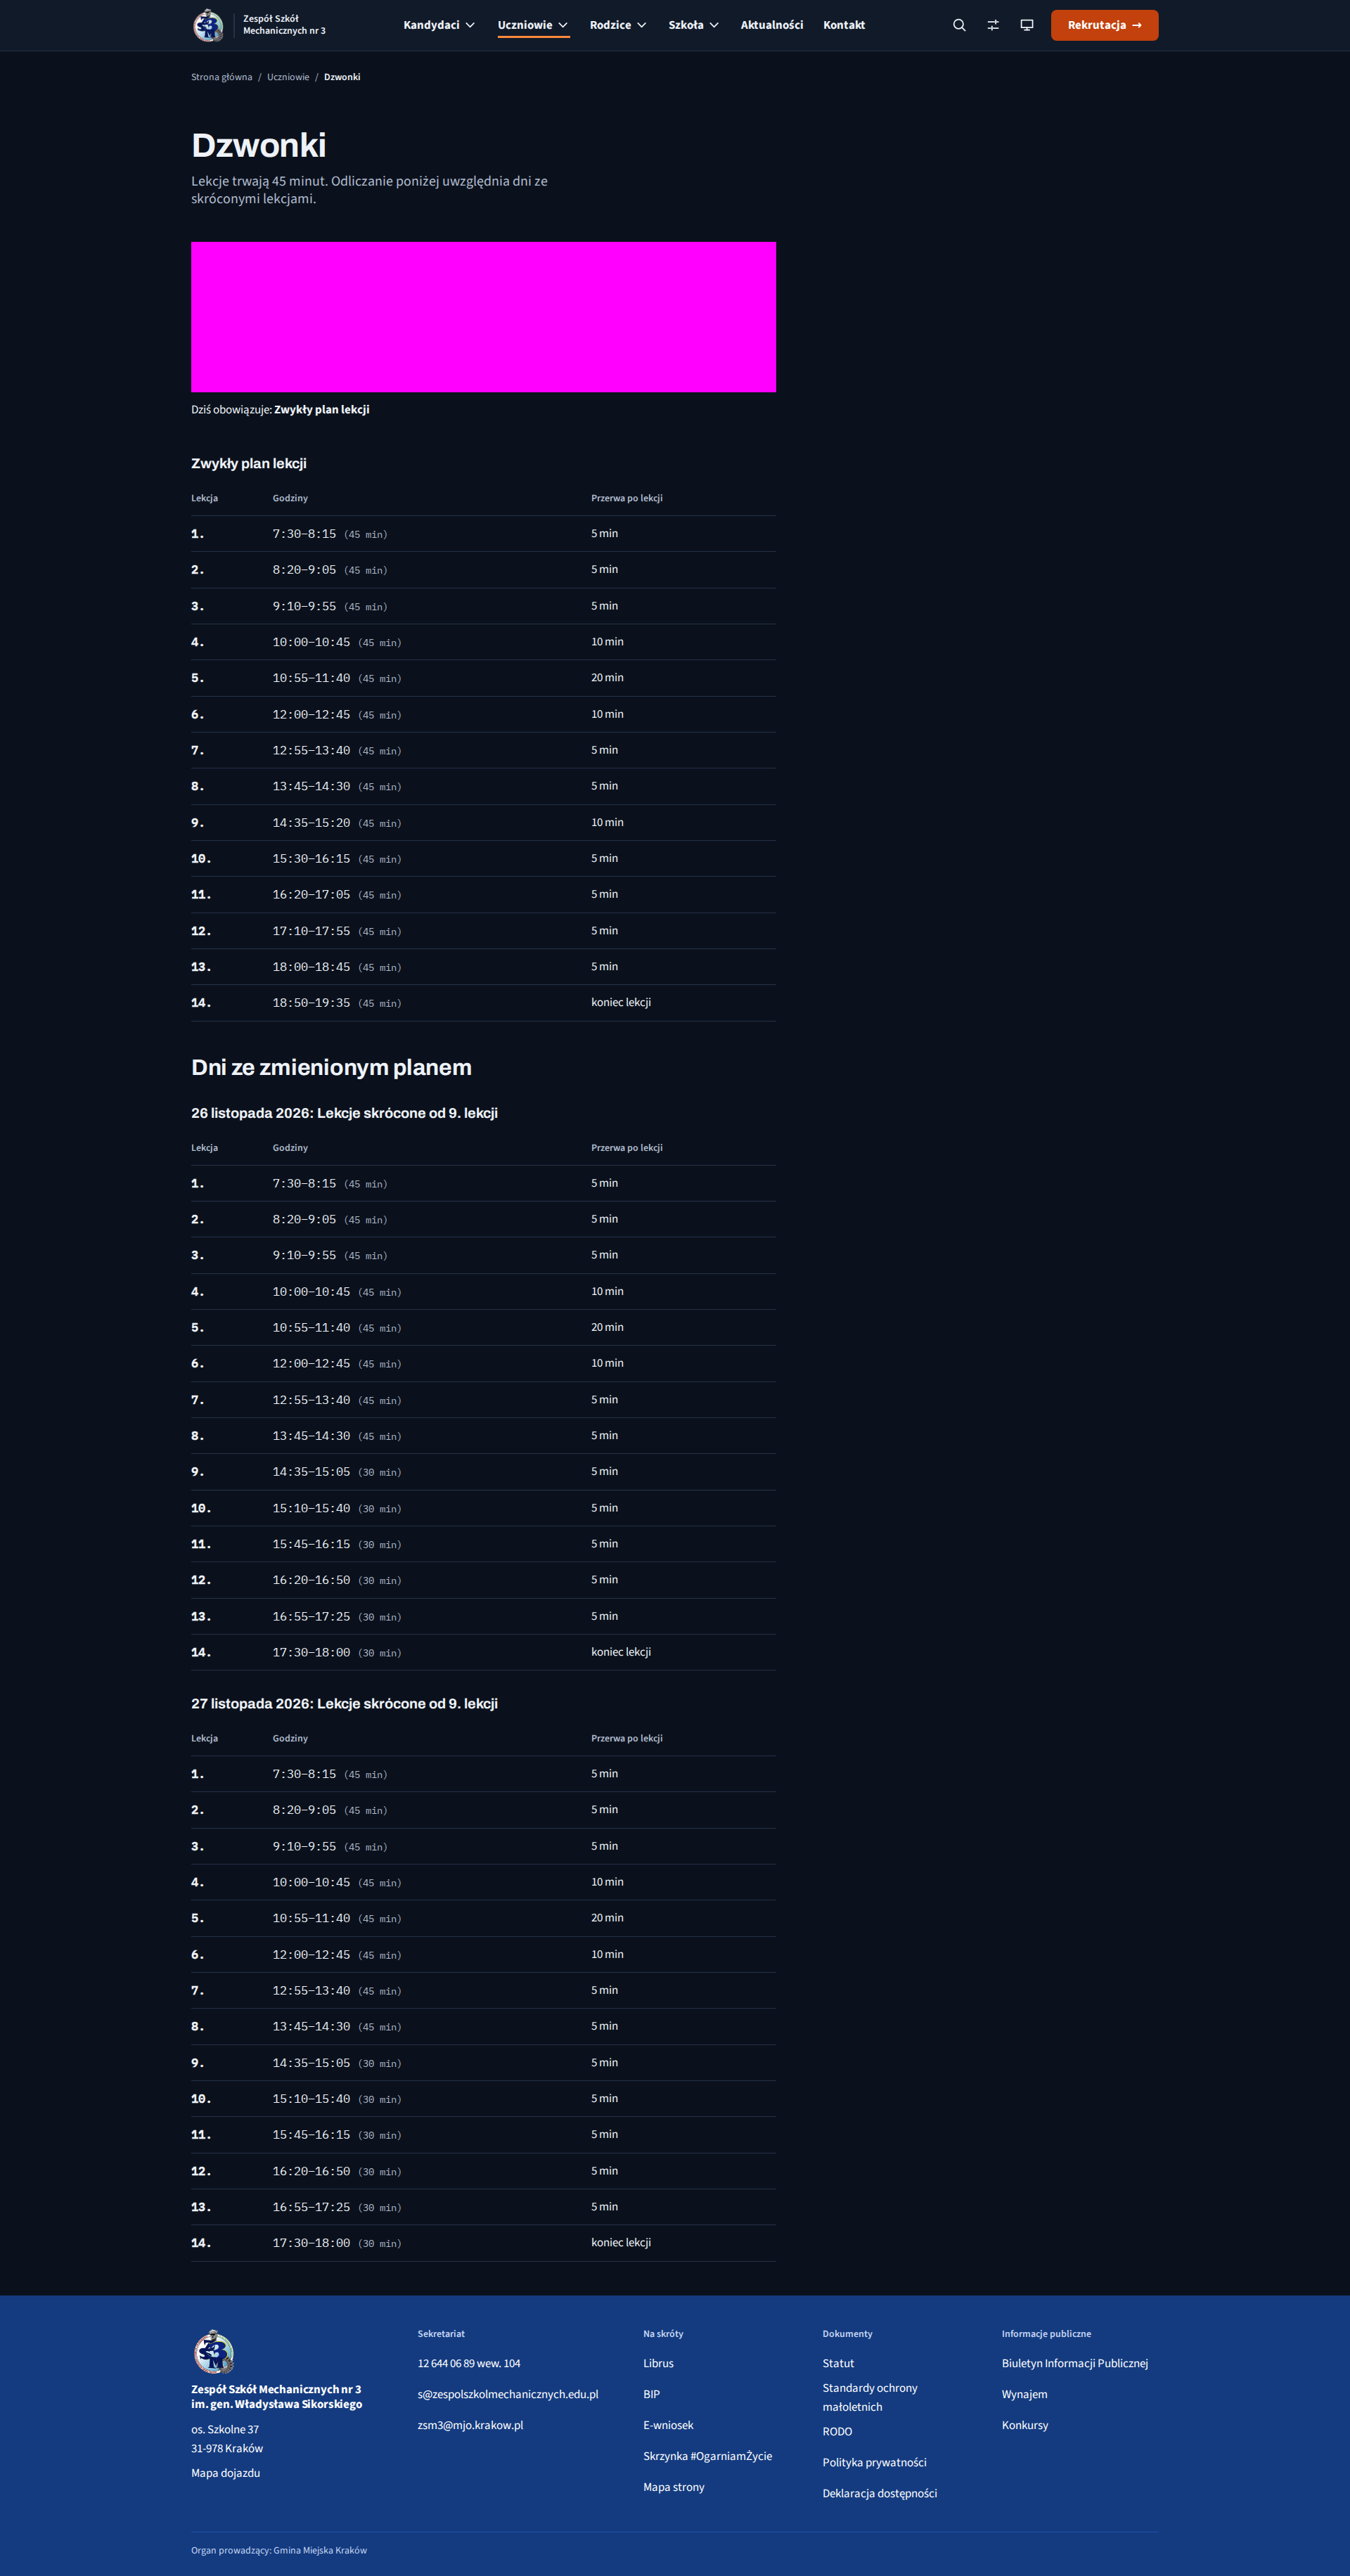 Zespół Szkół
Mechanicznych nr 3
Kandydaci
Uczniowie
Rodzice
Szkoła
Aktualności
Kontakt
Rekrutacja →
Strona główna / Uczniowie / Dzwonki
Dzwonki
Lekcje trwają 45 minut. Odliczanie poniżej uwzględnia dni ze
skróconymi lekcjami.
Dziś obowiązuje: Zwykły plan lekcji
Zwykły plan lekcji
Lekcja Godziny Przerwa po lekcji
1. 7:30–8:15 (45 min) 5 min
2. 8:20–9:05 (45 min) 5 min
3. 9:10–9:55 (45 min) 5 min
4. 10:00–10:45 (45 min) 10 min
5. 10:55–11:40 (45 min) 20 min
6. 12:00–12:45 (45 min) 10 min
7. 12:55–13:40 (45 min) 5 min
8. 13:45–14:30 (45 min) 5 min
9. 14:35–15:20 (45 min) 10 min
10. 15:30–16:15 (45 min) 5 min
11. 16:20–17:05 (45 min) 5 min
12. 17:10–17:55 (45 min) 5 min
13. 18:00–18:45 (45 min) 5 min
14. 18:50–19:35 (45 min) koniec lekcji
Dni ze zmienionym planem
26 listopada 2026: Lekcje skrócone od 9. lekcji
Lekcja Godziny Przerwa po lekcji
1. 7:30–8:15 (45 min) 5 min
2. 8:20–9:05 (45 min) 5 min
3. 9:10–9:55 (45 min) 5 min
4. 10:00–10:45 (45 min) 10 min
5. 10:55–11:40 (45 min) 20 min
6. 12:00–12:45 (45 min) 10 min
7. 12:55–13:40 (45 min) 5 min
8. 13:45–14:30 (45 min) 5 min
9. 14:35–15:05 (30 min) 5 min
10. 15:10–15:40 (30 min) 5 min
11. 15:45–16:15 (30 min) 5 min
12. 16:20–16:50 (30 min) 5 min
13. 16:55–17:25 (30 min) 5 min
14. 17:30–18:00 (30 min) koniec lekcji
27 listopada 2026: Lekcje skrócone od 9. lekcji
Lekcja Godziny Przerwa po lekcji
1. 7:30–8:15 (45 min) 5 min
2. 8:20–9:05 (45 min) 5 min
3. 9:10–9:55 (45 min) 5 min
4. 10:00–10:45 (45 min) 10 min
5. 10:55–11:40 (45 min) 20 min
6. 12:00–12:45 (45 min) 10 min
7. 12:55–13:40 (45 min) 5 min
8. 13:45–14:30 (45 min) 5 min
9. 14:35–15:05 (30 min) 5 min
10. 15:10–15:40 (30 min) 5 min
11. 15:45–16:15 (30 min) 5 min
12. 16:20–16:50 (30 min) 5 min
13. 16:55–17:25 (30 min) 5 min
14. 17:30–18:00 (30 min) koniec lekcji
Zespół Szkół Mechanicznych nr 3
im. gen. Władysława Sikorskiego
os. Szkolne 37
31-978 Kraków
Mapa dojazdu
Sekretariat
12 644 06 89 wew. 104
s@zespolszkolmechanicznych.edu.pl
zsm3@mjo.krakow.pl
Na skróty
Librus
BIP
E-wniosek
Skrzynka #OgarniamŻycie
Mapa strony
Dokumenty
Statut
Standardy ochrony
małoletnich
RODO
Polityka prywatności
Deklaracja dostępności
Informacje publiczne
Biuletyn Informacji Publicznej
Wynajem
Konkursy
Organ prowadzący: Gmina Miejska Kraków